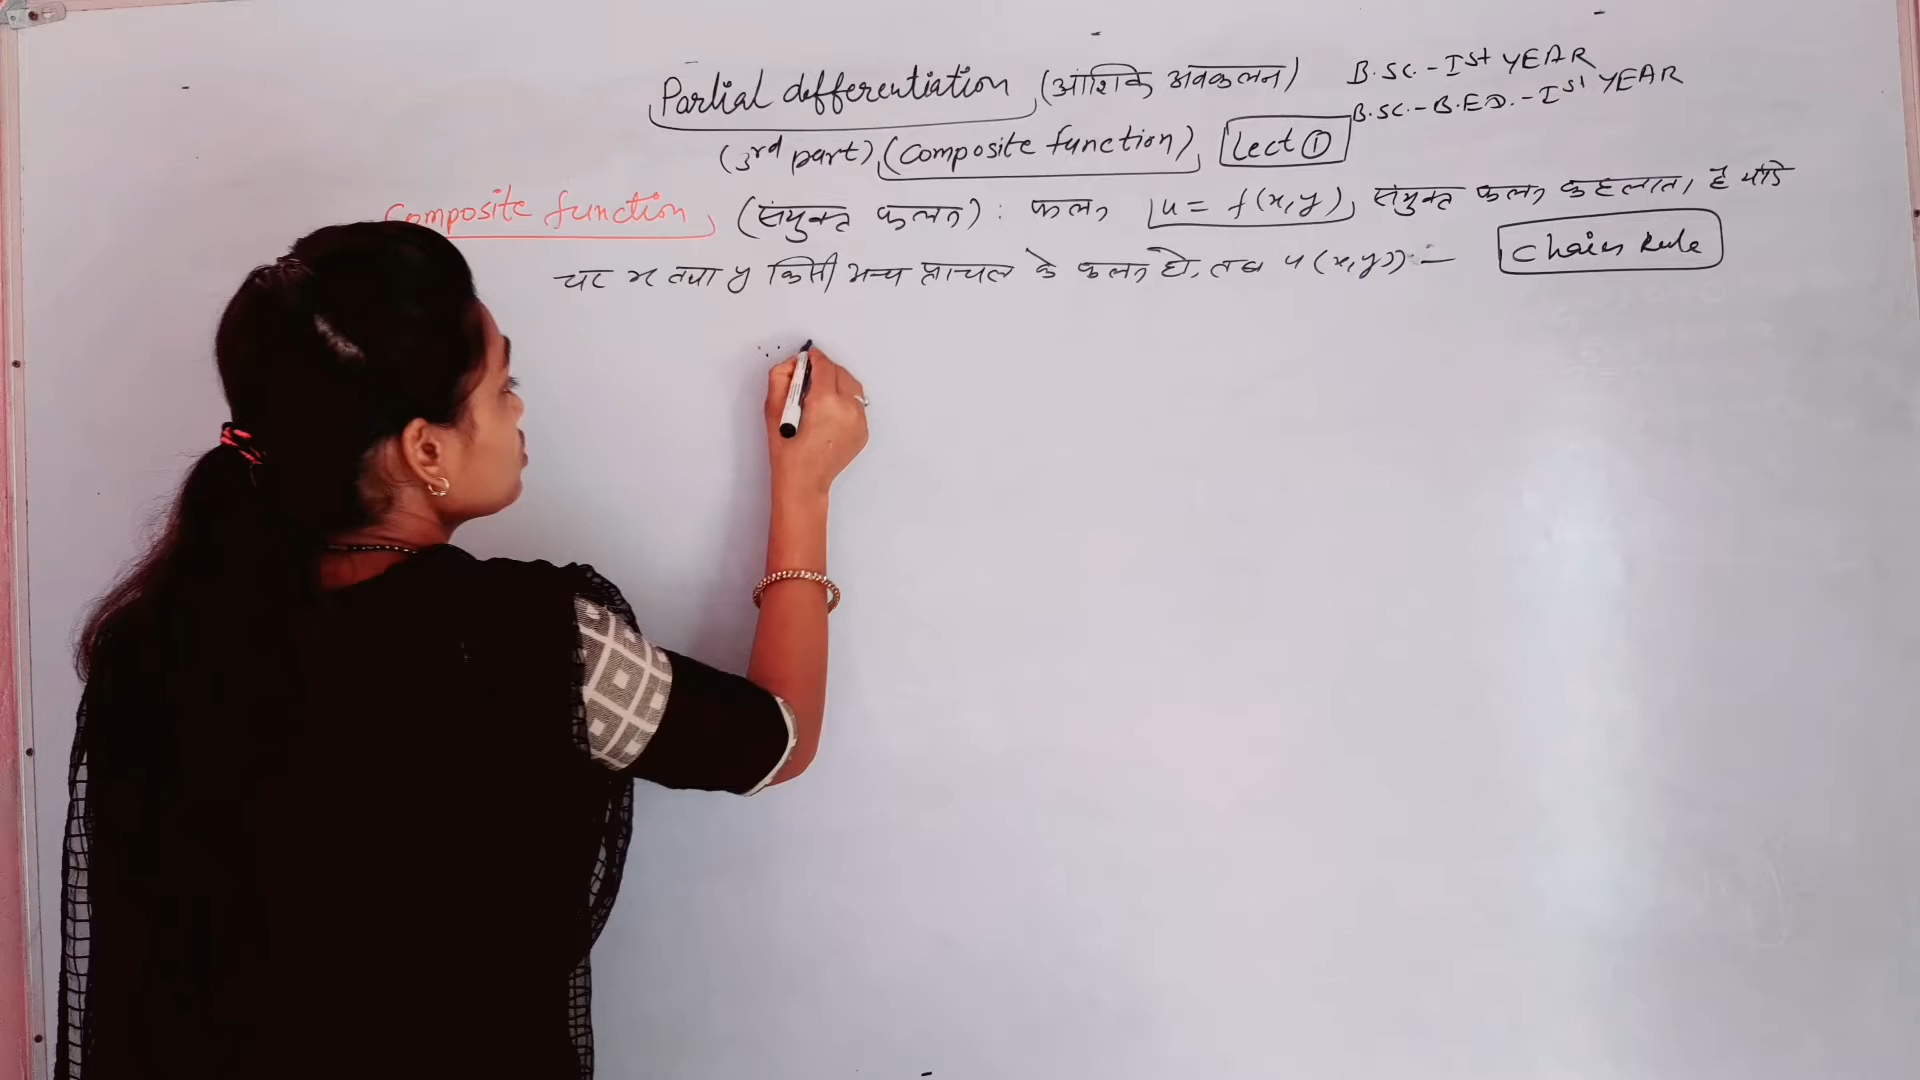 Partial differentiation (आंशिक अवकलन) B.Sc. - Ist YEAR
B.Sc. - B.ED. - Ist YEAR
(3rd part) (Composite function) Lect ①
Composite function (संयुक्त फलन) : फलन u = f(x,y) संयुक्त फलन कहलाता है यदि
चर x तथा y किसी अन्य प्राचल के फलन हो, तब u (x,y) :- Chain Rule
∴